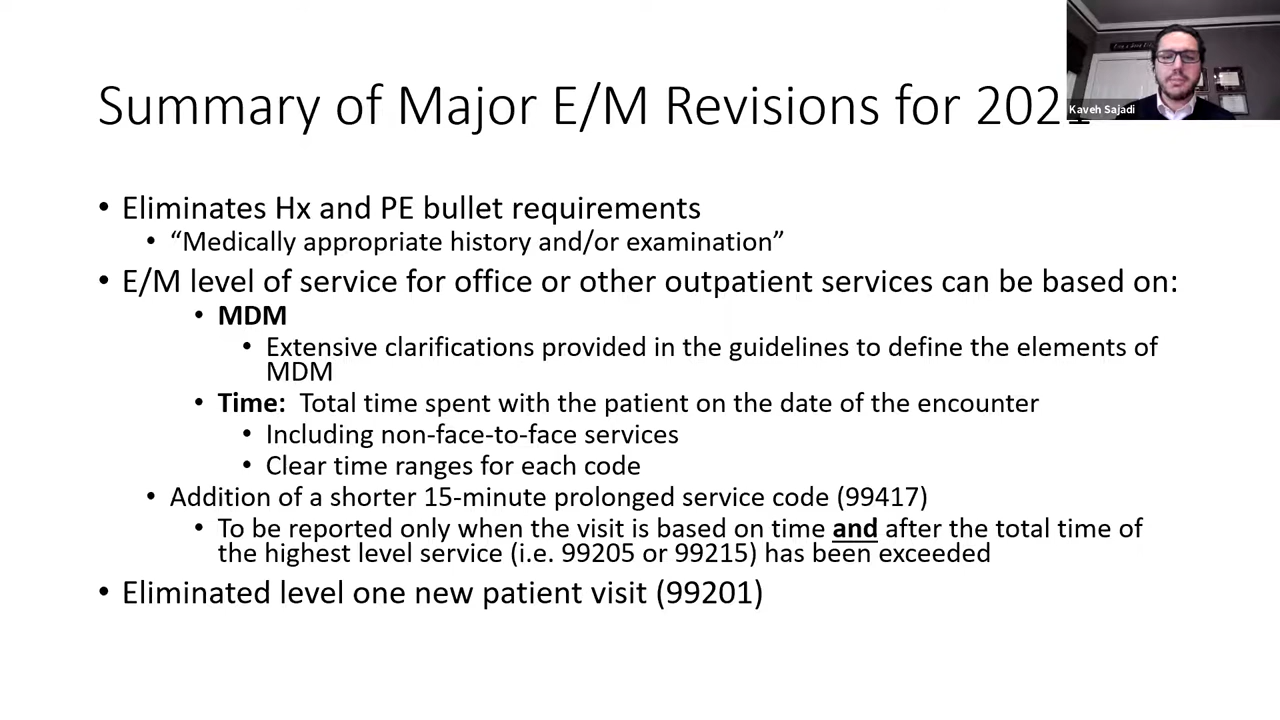 Summary of Major E/M Revisions for 2021
Kaveh Sajadi
• Eliminates Hx and PE bullet requirements
• “Medically appropriate history and/or examination”
• E/M level of service for office or other outpatient services can be based on:
• MDM
• Extensive clarifications provided in the guidelines to define the elements of
MDM
• Time: Total time spent with the patient on the date of the encounter
• Including non-face-to-face services
• Clear time ranges for each code
• Addition of a shorter 15-minute prolonged service code (99417)
• To be reported only when the visit is based on time and after the total time of
the highest level service (i.e. 99205 or 99215) has been exceeded
• Eliminated level one new patient visit (99201)